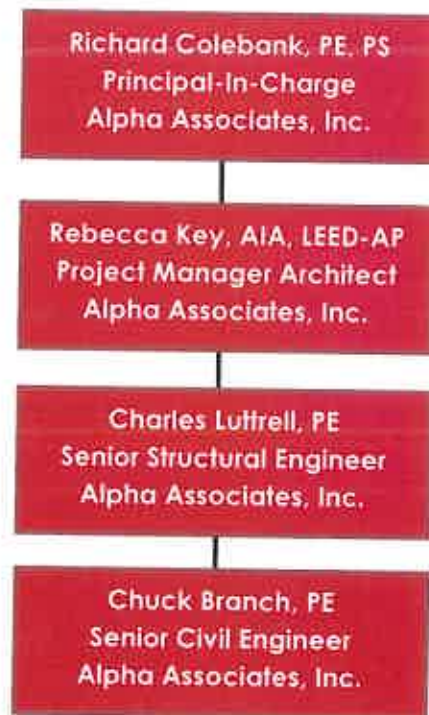 Richard Colebank, PE, PS
Principal-In-Charge
Alpha Associates, Inc.
Rebecca Key, AIA, LEED-AP
Project Manager Architect
Alpha Associates, Inc.
Charles Luttrell, PE
Senior Structural Engineer
Alpha Associates, Inc.
Chuck Branch, PE
Senior Civil Engineer
Alpha Associates, Inc.